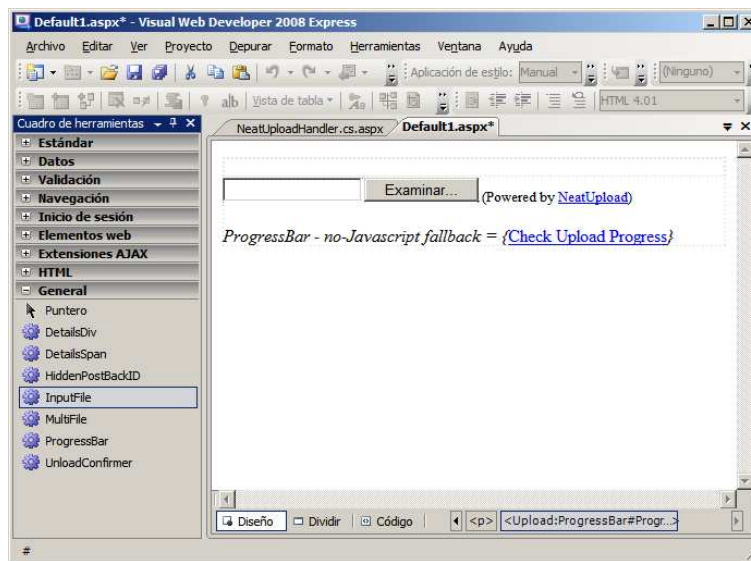 Default1.aspx* - Visual Web Developer 2008 Express
Archivo Editar Ver Proyecto Depurar Formato Herramientas Ventana Ayuda
Aplicación de estilo: Manual (Ninguno)
Vista de tabla HTML 4.01
Cuadro de herramientas
NeatUploadHandler.cs.aspx Default1.aspx*
Estándar
Datos
Validación
Navegación
Inicio de sesión
Elementos web
Extensiones AJAX
HTML
General
Puntero
DetailsDiv
DetailsSpan
HiddenPostBackID
InputFile
MultiFile
ProgressBar
UnloadConfirmer
Examinar... (Powered by NeatUpload)
ProgressBar - no-Javascript fallback = {Check Upload Progress}
Diseño Dividir Código <p> <Upload:ProgressBar#Progr...>
#